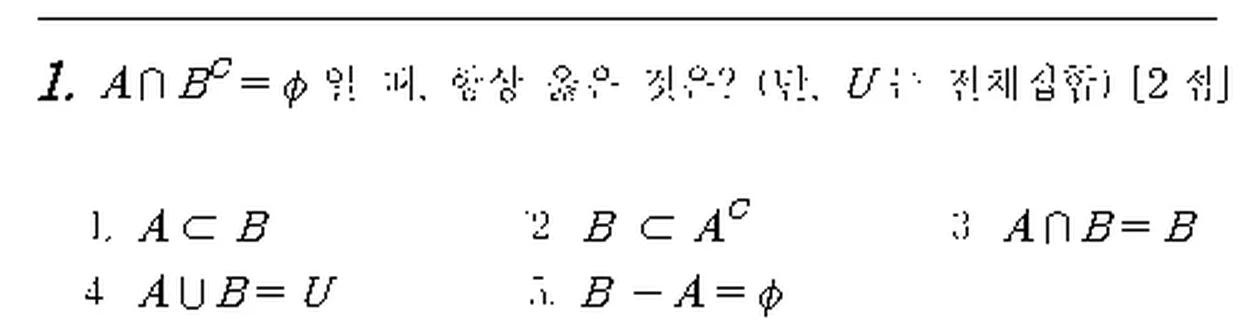 1. A∩B^C=ϕ 일 때, 항상 옳은 것은? (단, U는 전체집합) [2 점]
1. A⊂B 2 B⊂A^C 3 A∩B=B
4 A∪B=U 5. B-A=ϕ